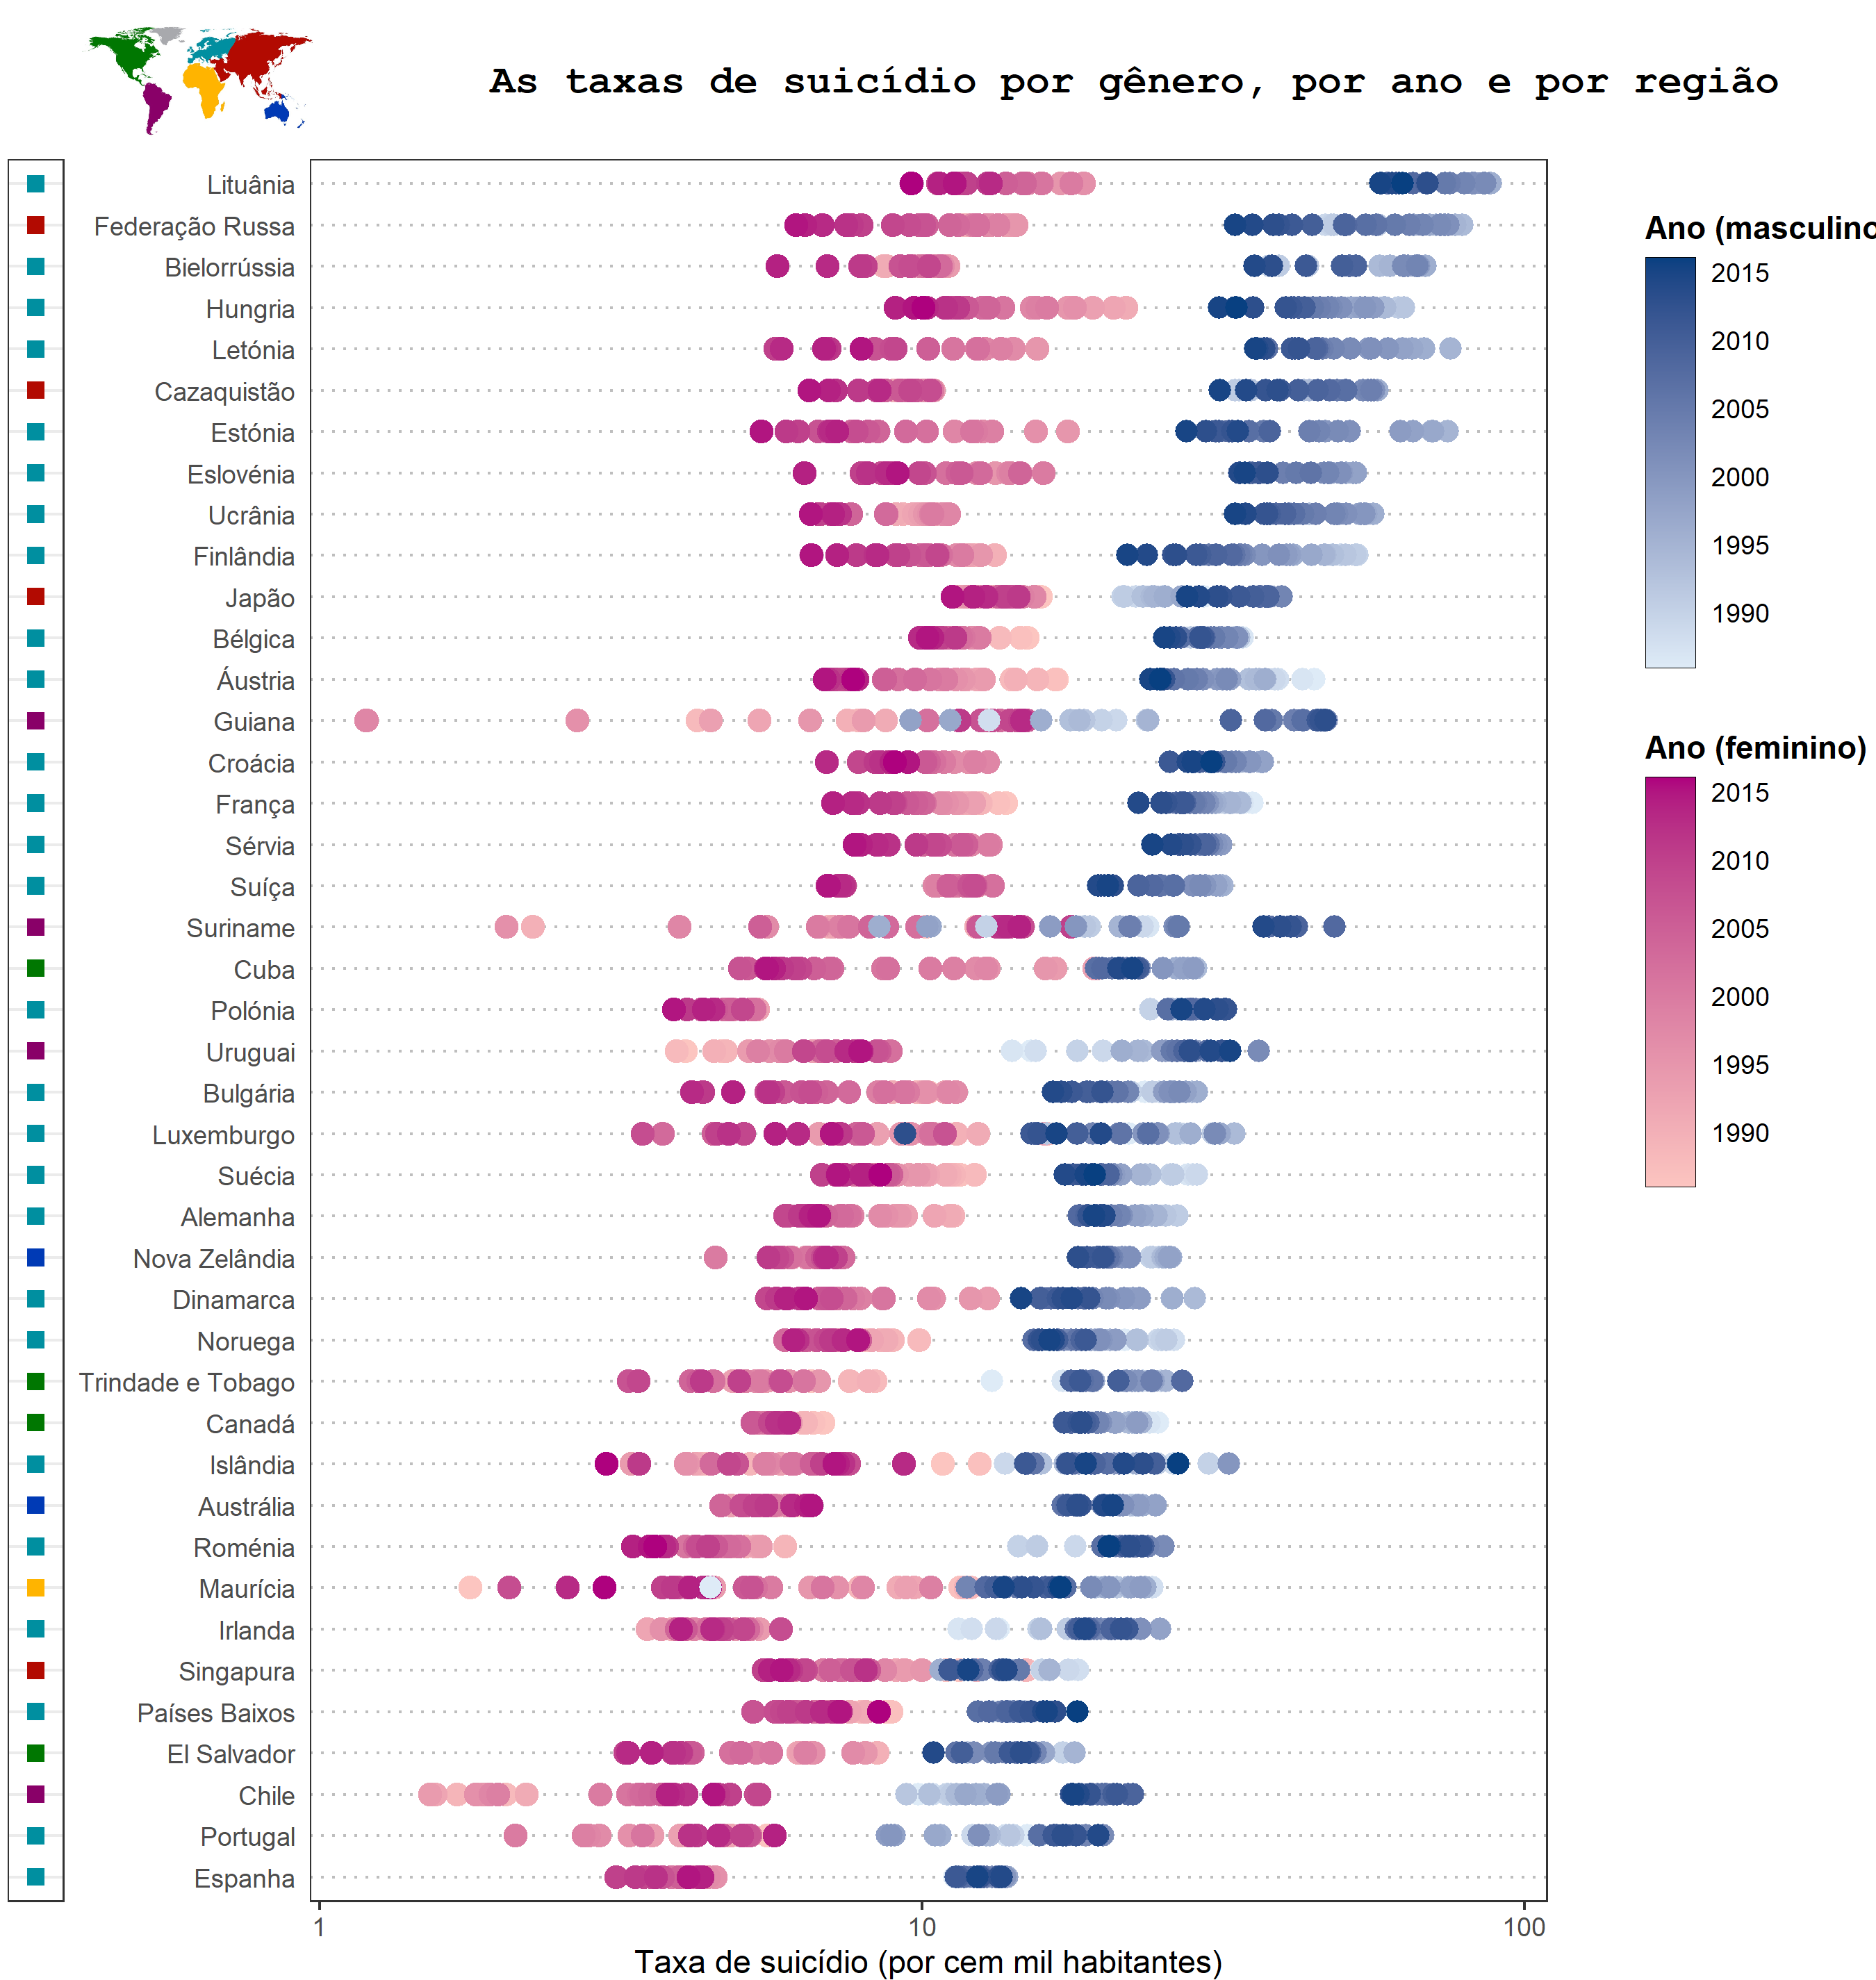 As taxas de suicídio por gênero, por ano e por região
Lituânia
Federação Russa
Bielorrússia
Hungria
Letónia
Cazaquistão
Estónia
Eslovénia
Ucrânia
Finlândia
Japão
Bélgica
Áustria
Guiana
Croácia
França
Sérvia
Suíça
Suriname
Cuba
Polónia
Uruguai
Bulgária
Luxemburgo
Suécia
Alemanha
Nova Zelândia
Dinamarca
Noruega
Trindade e Tobago
Canadá
Islândia
Austrália
Roménia
Maurícia
Irlanda
Singapura
Países Baixos
El Salvador
Chile
Portugal
Espanha
1 10 100
Taxa de suicídio (por cem mil habitantes)
Ano (masculino
2015
2010
2005
2000
1995
1990
Ano (feminino)
2015
2010
2005
2000
1995
1990